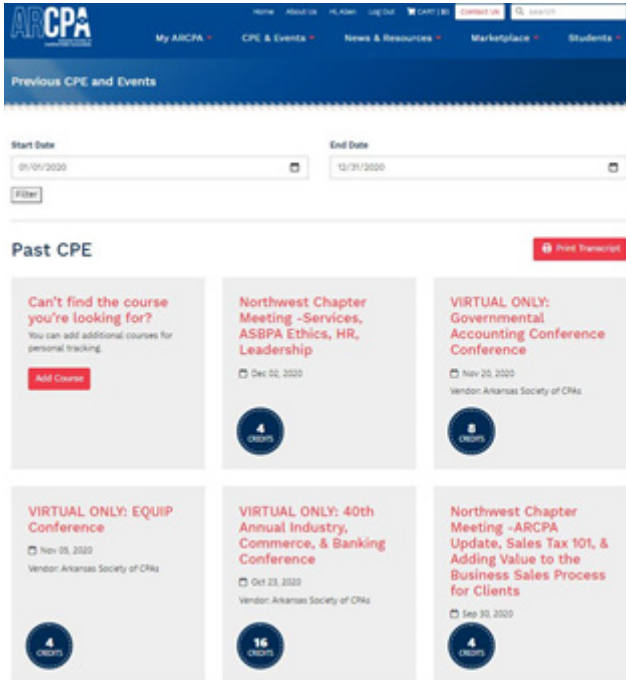 Home About Us Hi, Allen Log Out CART | $0 Contact Us Search
ARCPA
My ARCPA CPE & Events News & Resources Marketplace Students
Previous CPE and Events
Start Date End Date
01/01/2020 12/31/2020
Filter
Past CPE
Print Transcript
Can't find the course
you're looking for?
You can add additional courses for
personal tracking.
Add Course
Northwest Chapter
Meeting -Services,
ASBPA Ethics, HR,
Leadership
Dec 02, 2020
4
CREDITS
VIRTUAL ONLY:
Governmental
Accounting Conference
Conference
Nov 20, 2020
Vendor: Arkansas Society of CPAs
8
CREDITS
VIRTUAL ONLY: EQUIP
Conference
Nov 05, 2020
Vendor: Arkansas Society of CPAs
4
CREDITS
VIRTUAL ONLY: 40th
Annual Industry,
Commerce, & Banking
Conference
Oct 23, 2020
Vendor: Arkansas Society of CPAs
16
CREDITS
Northwest Chapter
Meeting -ARCPA
Update, Sales Tax 101, &
Adding Value to the
Business Sales Process
for Clients
Sep 30, 2020
4
CREDITS